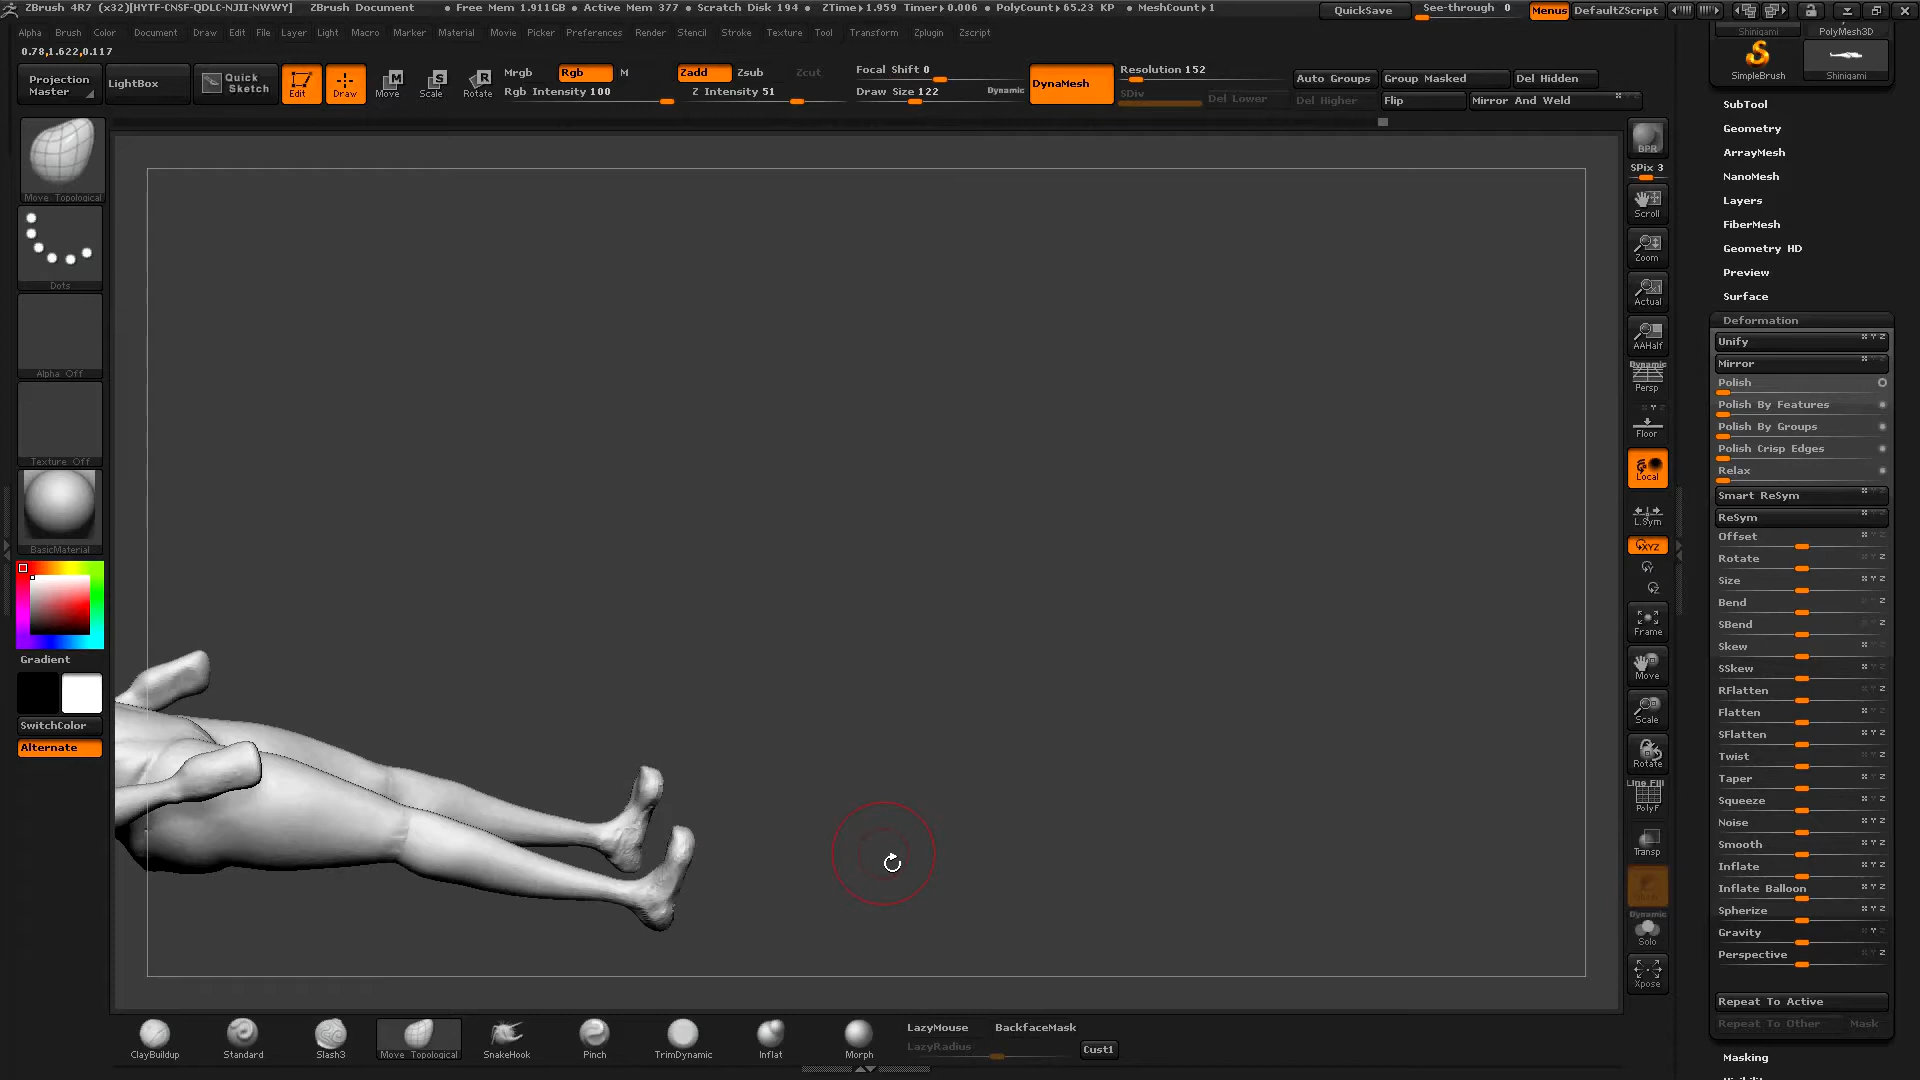 ZBrush 4R7 (x32)[HYTF-CNSF-QDLC-NJII-NWWY] ZBrush Document • Free Mem 1.911GB • Active Mem 377 • Scratch Disk 194 • ZTime▶1.959 Timer▶0.006 • PolyCount▶65.23 KP • MeshCount▶1 QuickSave See-through 0 Menus DefaultZScript
Alpha Brush Color Document Draw Edit File Layer Light Macro Marker Material Movie Picker Preferences Render Stencil Stroke Texture Tool Transform Zplugin Zscript
0.78,1.622,0.117
Projection Master
LightBox
Quick Sketch
Edit
Draw
Move
Scale
Rotate
Mrgb Rgb M
Rgb Intensity 100
Zadd Zsub Zcut
Z Intensity 51
Focal Shift 0
Draw Size 122 Dynamic
DynaMesh
Resolution 152
SDiv Del Lower Del Higher
Auto Groups Group Masked Del Hidden
Flip Mirror And Weld
Move Topological
Dots
Alpha Off
Texture Off
BasicMaterial
Gradient
SwitchColor
Alternate
BPR
SPix 3
Scroll
Zoom
Actual
AAHalf
Dynamic
Persp
Floor
Local
L.Sym
XYZ
Frame
Move
Scale
Rotate
Line Fill
PolyF
Transp
Dynamic
Solo
Xpose
Shinigami PolyMesh3D
SimpleBrush Shinigami
SubTool
Geometry
ArrayMesh
NanoMesh
Layers
FiberMesh
Geometry HD
Preview
Surface
Deformation
Unify
Mirror
Polish
Polish By Features
Polish By Groups
Polish Crisp Edges
Relax
Smart ReSym
ReSym
Offset
Rotate
Size
Bend
SBend
Skew
SSkew
RFlatten
Flatten
SFlatten
Twist
Taper
Squeeze
Noise
Smooth
Inflate
Inflate Balloon
Spherize
Gravity
Perspective
Repeat To Active
Repeat To Other Mask
Masking
ClayBuildup Standard Slash3 Move Topological SnakeHook Pinch TrimDynamic Inflat Morph
LazyMouse BackfaceMask
LazyRadius Cust1